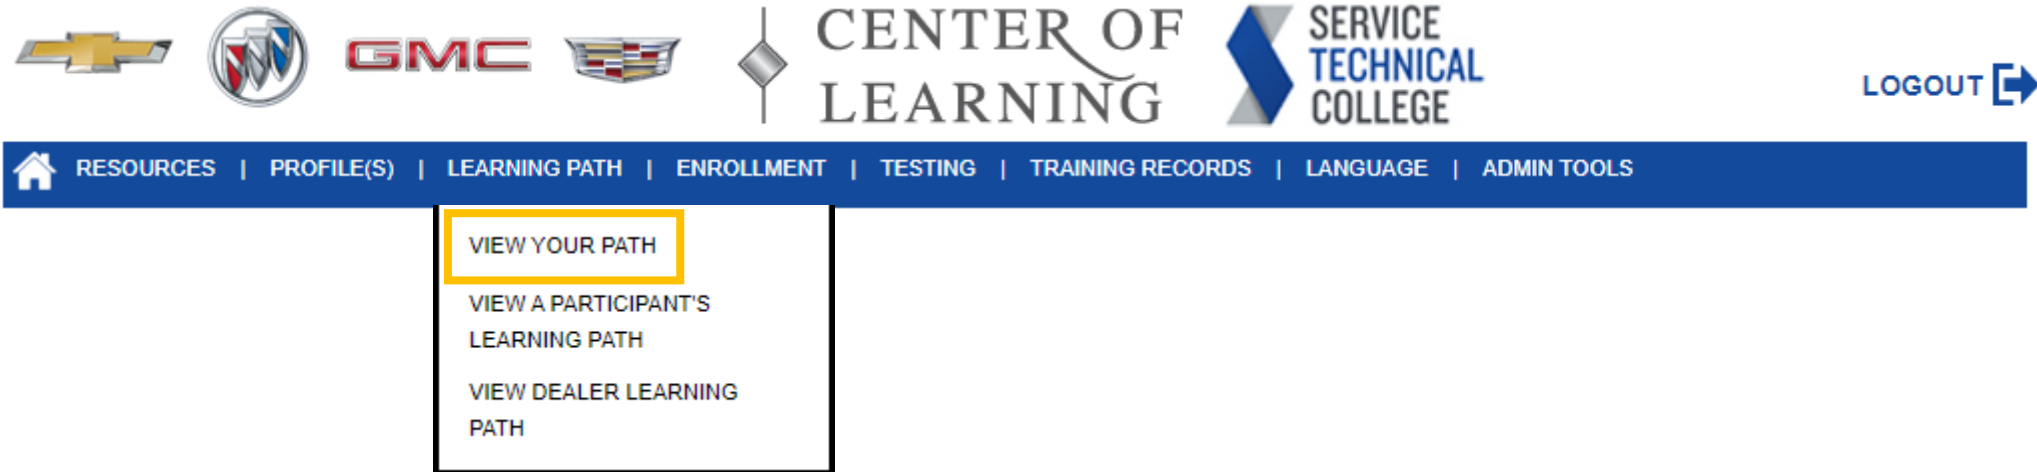 GMC
CENTER OF
LEARNING
SERVICE
TECHNICAL
COLLEGE
LOGOUT
RESOURCES | PROFILE(S) | LEARNING PATH | ENROLLMENT | TESTING | TRAINING RECORDS | LANGUAGE | ADMIN TOOLS
VIEW YOUR PATH
VIEW A PARTICIPANT'S
LEARNING PATH
VIEW DEALER LEARNING
PATH